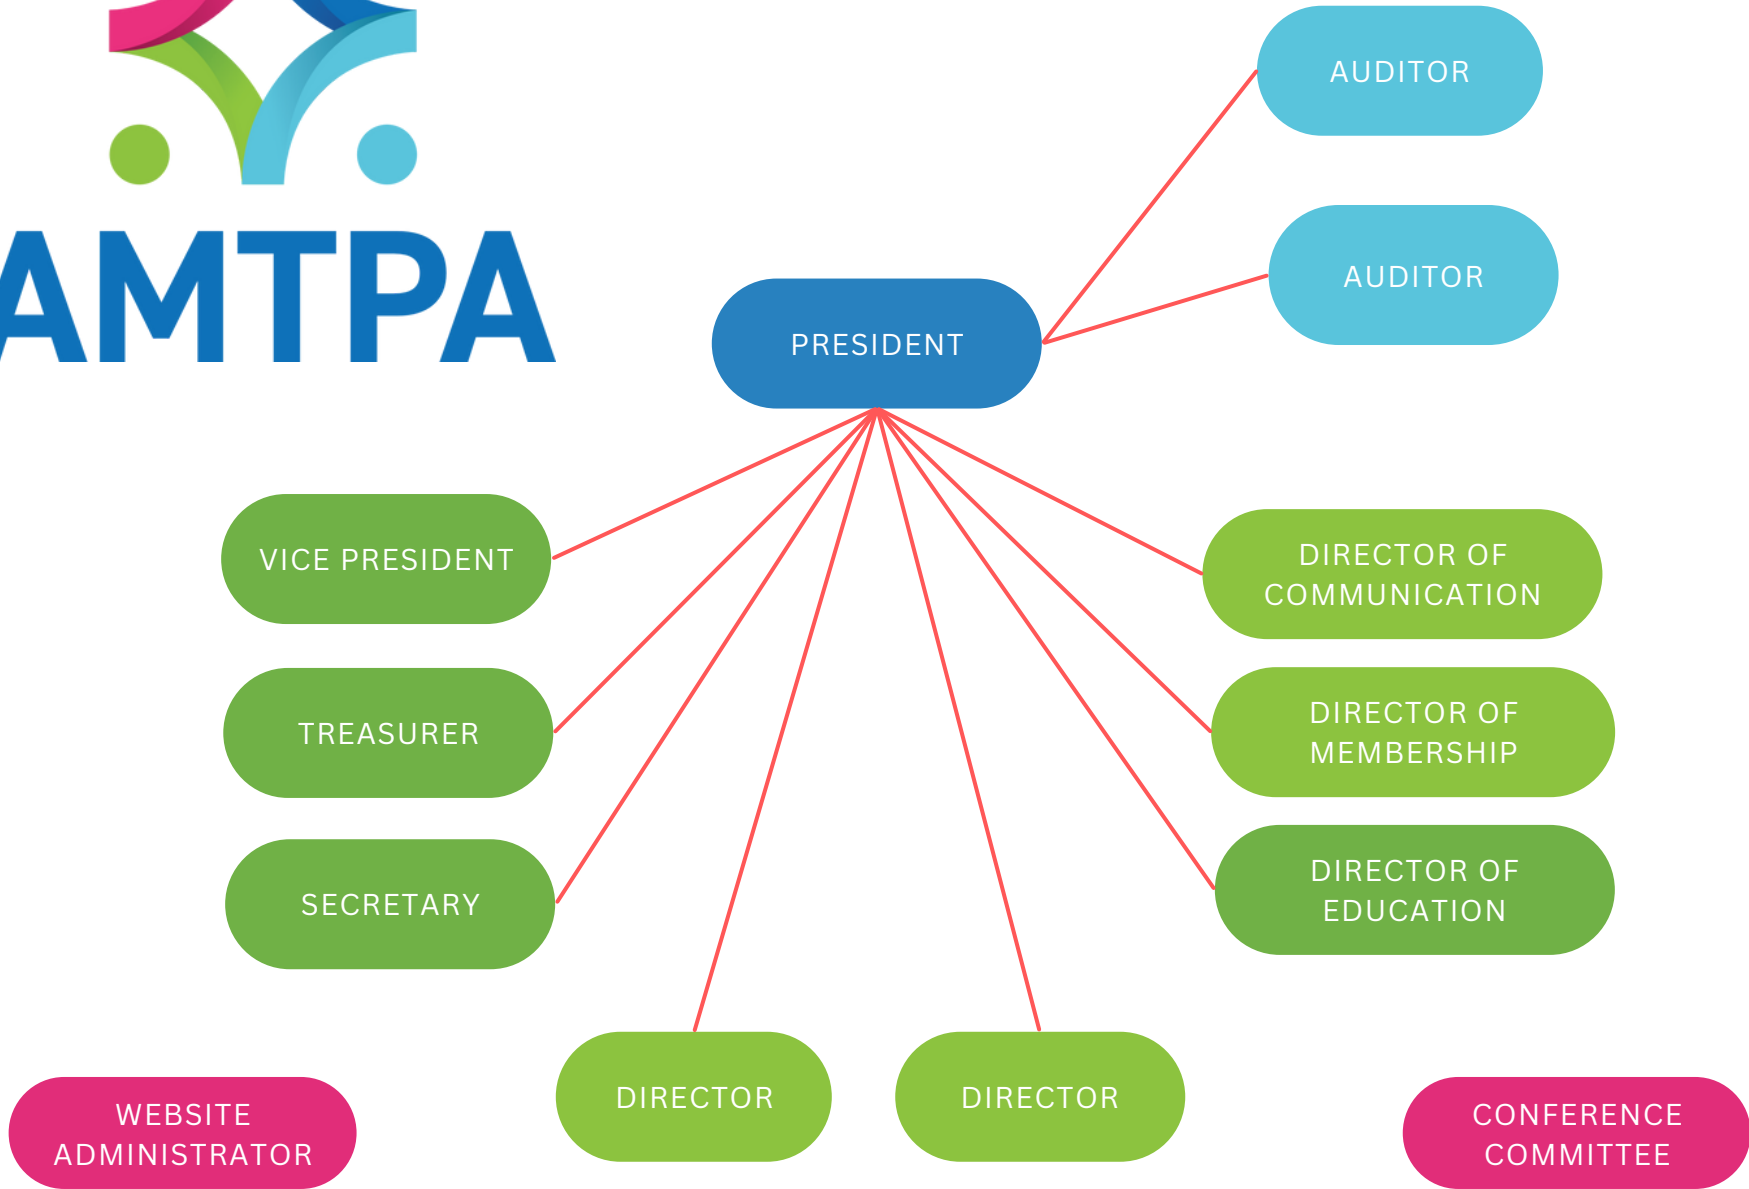 AMTPA
AUDITOR
AUDITOR
PRESIDENT
VICE PRESIDENT
TREASURER
SECRETARY
DIRECTOR OF
COMMUNICATION
DIRECTOR OF
MEMBERSHIP
DIRECTOR OF
EDUCATION
DIRECTOR
DIRECTOR
WEBSITE
ADMINISTRATOR
CONFERENCE
COMMITTEE